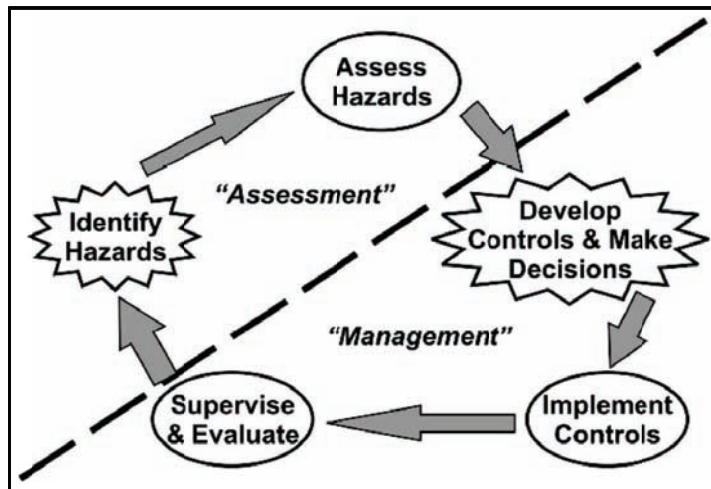 Assess
Hazards
"Assessment"
Identify
Hazards
Develop
Controls & Make
Decisions
"Management"
Supervise
& Evaluate
Implement
Controls